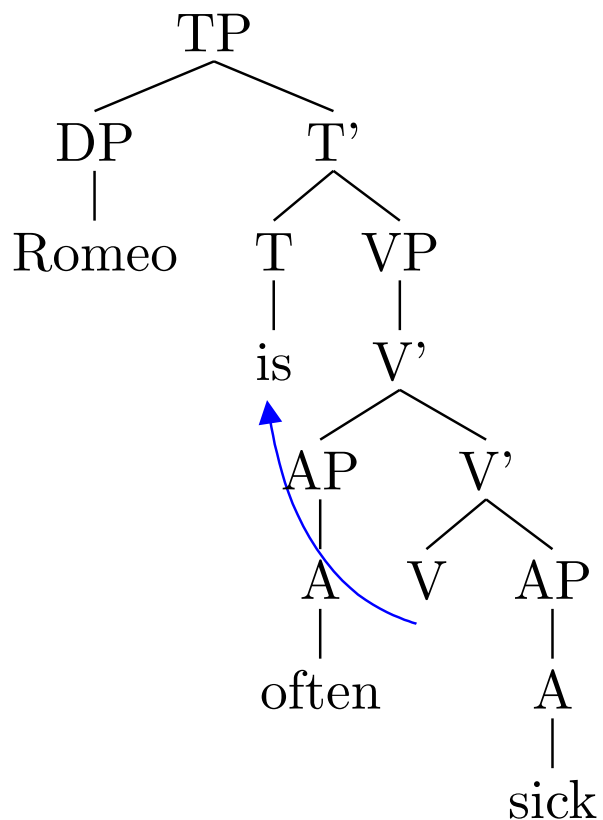 TP
DP T'
Romeo T VP
is V'
AP V'
A V AP
often A
sick